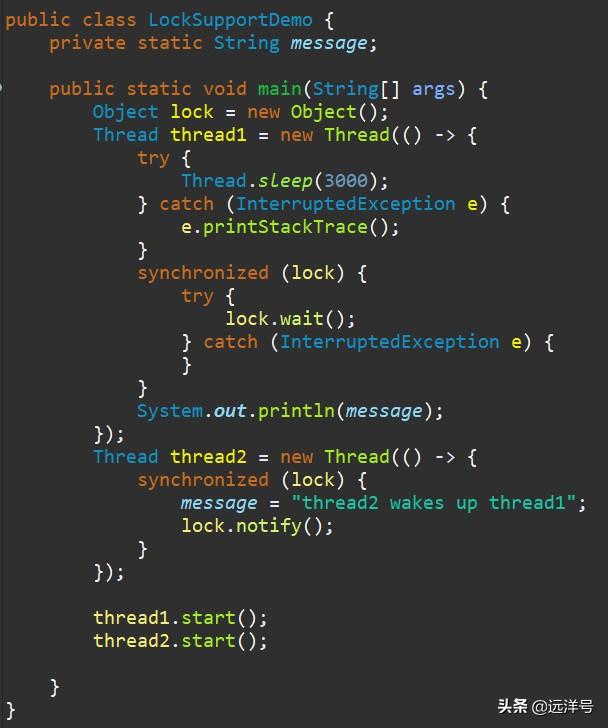 public class LockSupportDemo {
    private static String message;

    public static void main(String[] args) {
        Object lock = new Object();
        Thread thread1 = new Thread(() -> {
            try {
                Thread.sleep(3000);
            } catch (InterruptedException e) {
                e.printStackTrace();
            }
            synchronized (lock) {
                try {
                    lock.wait();
                } catch (InterruptedException e) {
                }
            }
            System.out.println(message);
        });
        Thread thread2 = new Thread(() -> {
            synchronized (lock) {
                message = "thread2 wakes up thread1";
                lock.notify();
            }
        });

        thread1.start();
        thread2.start();

    }
}
头条 @远洋号